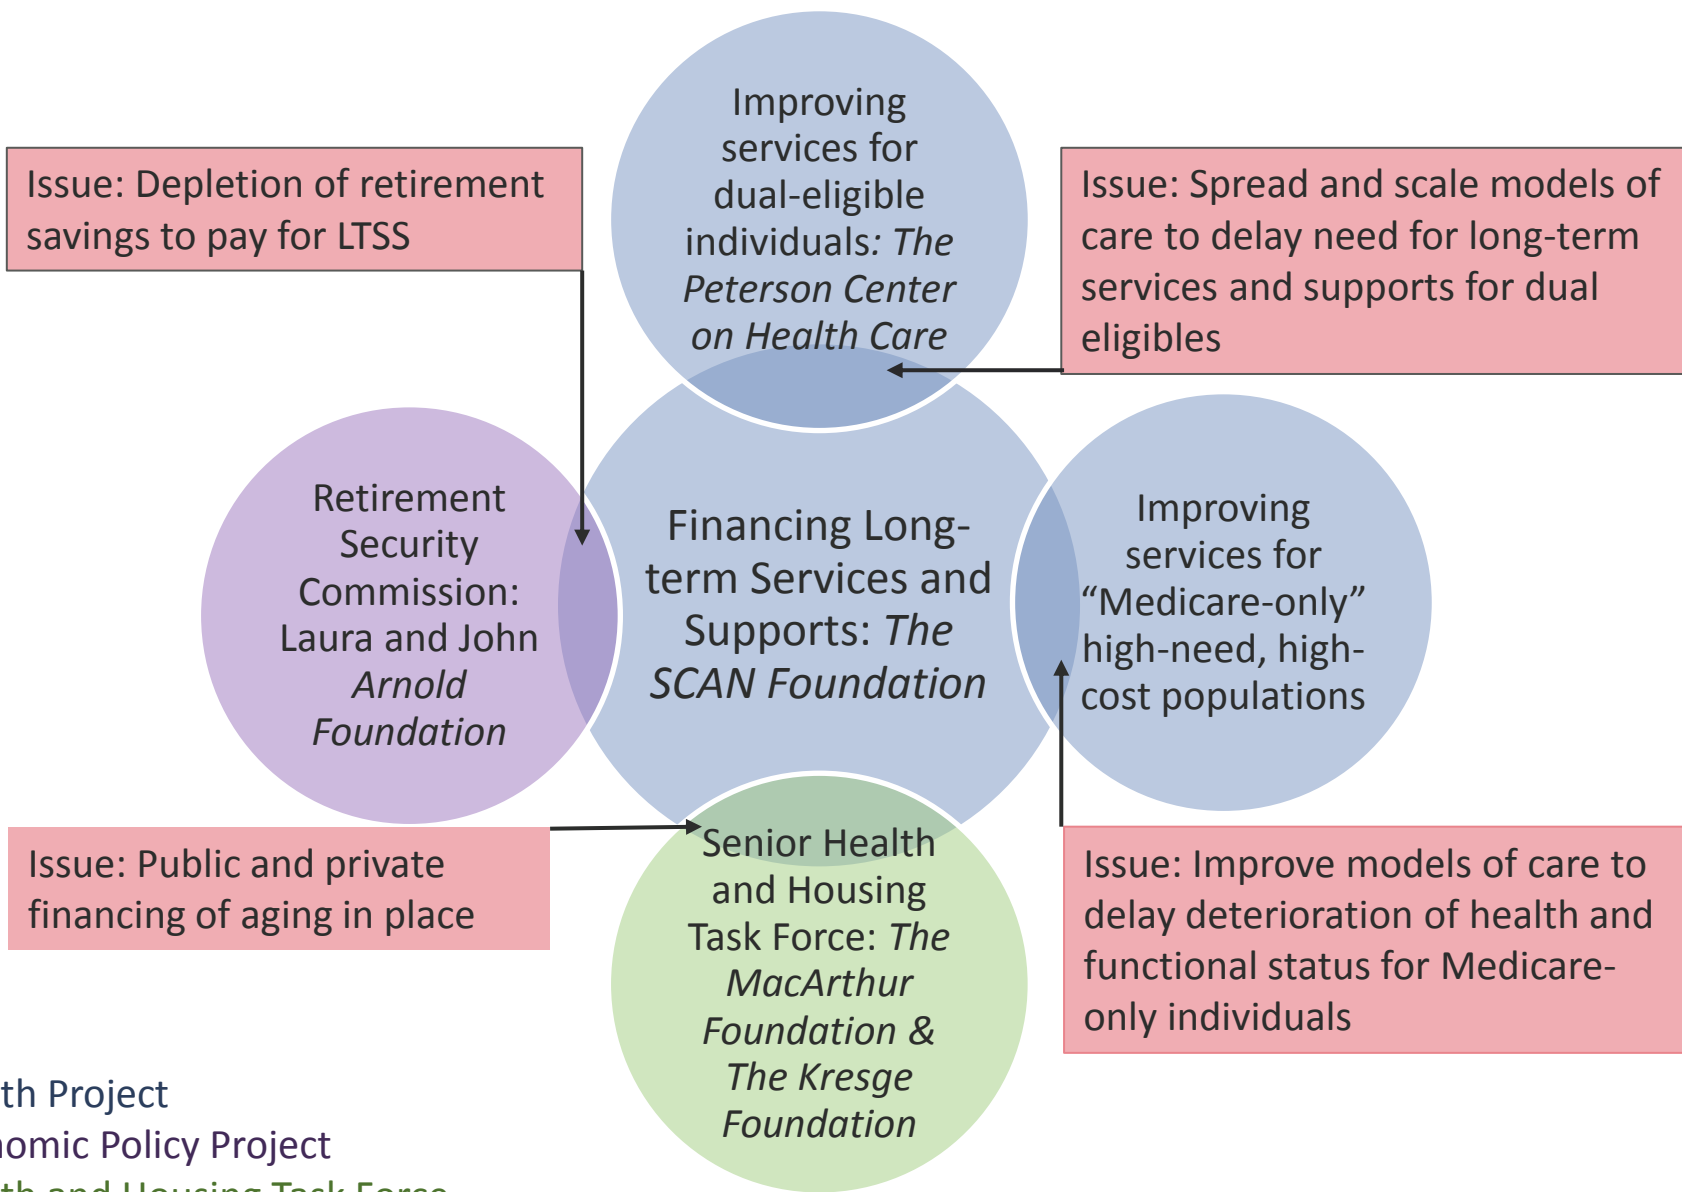 Improving
services for
dual-eligible
individuals: The
Peterson Center
on Health Care
Issue: Depletion of retirement
savings to pay for LTSS
Issue: Spread and scale models of
care to delay need for long-term
services and supports for dual
eligibles
Retirement
Security
Commission:
Laura and John
Arnold
Foundation
Financing Long-
term Services and
Supports: The
SCAN Foundation
Improving
services for
“Medicare-only”
high-need, high-
cost populations
Issue: Public and private
financing of aging in place
Senior Health
and Housing
Task Force: The
MacArthur
Foundation &
The Kresge
Foundation
Issue: Improve models of care to
delay deterioration of health and
functional status for Medicare-
only individuals
Project
Policy Project
and Housing Task Force